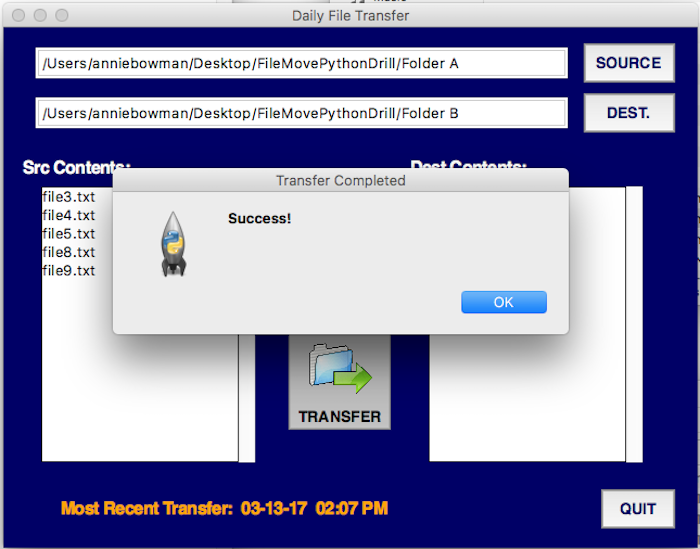 Music
Daily File Transfer
/Users/anniebowman/Desktop/FileMovePythonDrill/Folder A
SOURCE
/Users/anniebowman/Desktop/FileMovePythonDrill/Folder B
DEST.
Src Contents:
Dest Contents:
Transfer Completed
Success!
OK
file3.txt
file4.txt
file5.txt
file8.txt
file9.txt
TRANSFER
Most Recent Transfer: 03-13-17 02:07 PM
QUIT